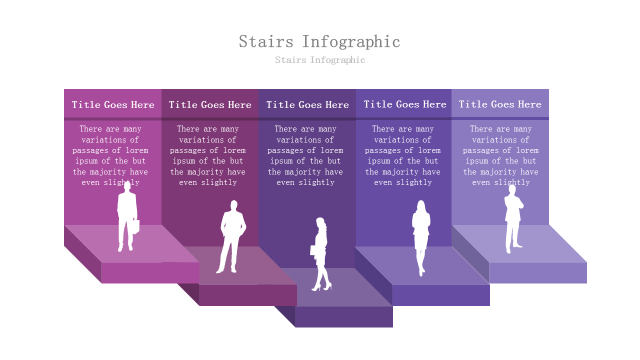 Stairs Infographic
Stairs Infographic
Title Goes Here
There are many
variations of
passages of lorem
ipsum of the but
the majority have
even slightly
Title Goes Here
There are many
variations of
passages of lorem
ipsum of the but
the majority have
even slightly
Title Goes Here
There are many
variations of
passages of lorem
ipsum of the but
the majority have
even slightly
Title Goes Here
There are many
variations of
passages of lorem
ipsum of the but
the majority have
even slightly
Title Goes Here
There are many
variations of
passages of lorem
ipsum of the but
the majority have
even slightly